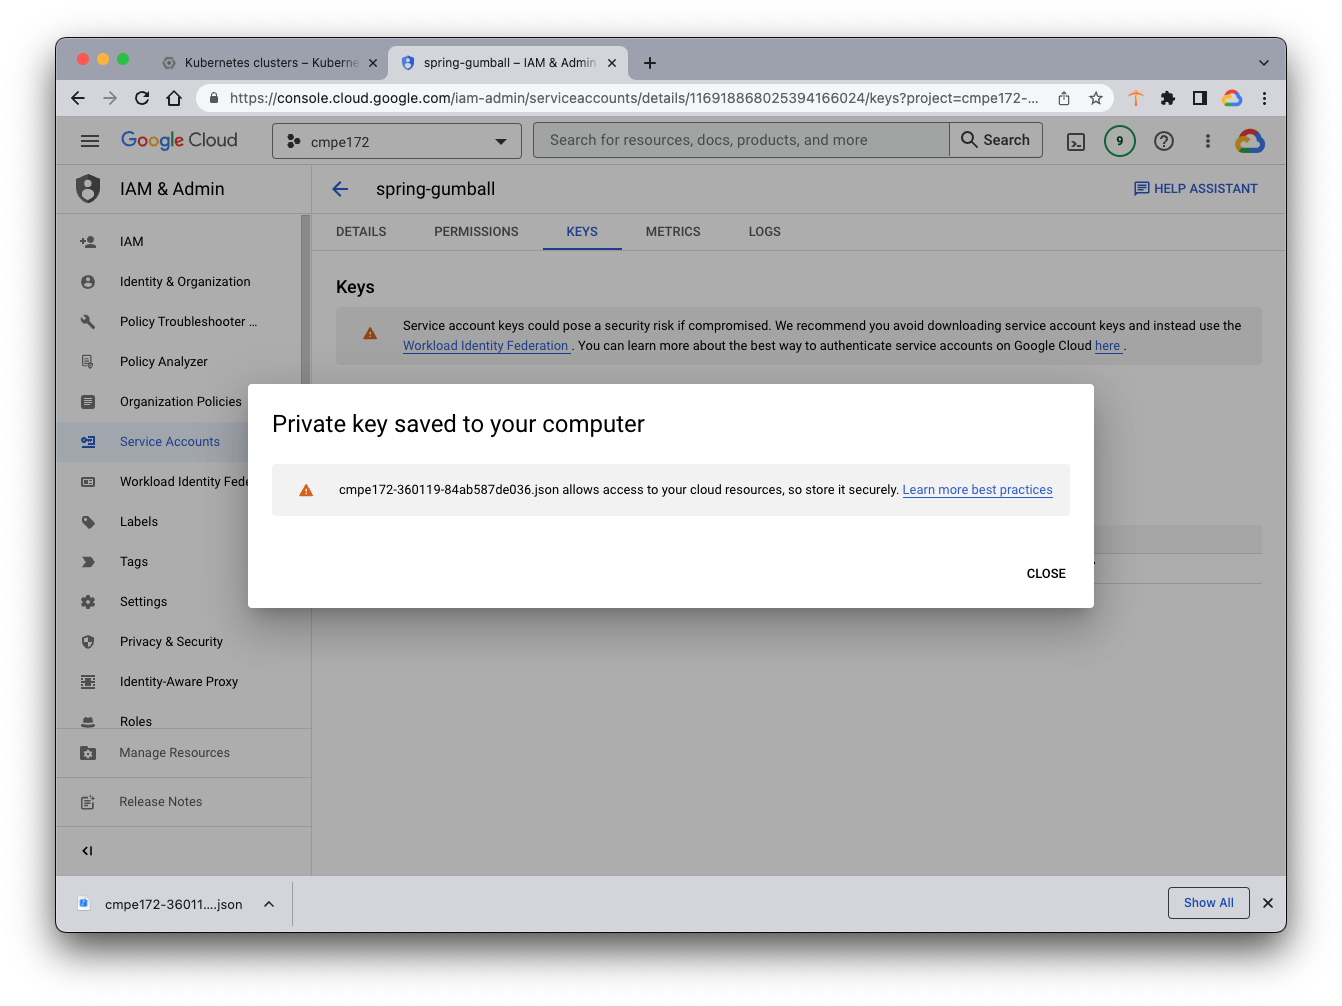 Kubernetes clusters – Kuberne
spring-gumball – IAM & Admin
https://console.cloud.google.com/iam-admin/serviceaccounts/details/116918868025394166024/keys?project=cmpe172-...
Google Cloud
cmpe172
Search for resources, docs, products, and more
Search
9
IAM & Admin
spring-gumball
HELP ASSISTANT
DETAILS PERMISSIONS KEYS METRICS LOGS
IAM
Identity & Organization
Policy Troubleshooter ...
Policy Analyzer
Organization Policies
Service Accounts
Workload Identity Fede
Labels
Tags
Settings
Privacy & Security
Identity-Aware Proxy
Roles
Manage Resources
Release Notes
Keys
Service account keys could pose a security risk if compromised. We recommend you avoid downloading service account keys and instead use the
Workload Identity Federation . You can learn more about the best way to authenticate service accounts on Google Cloud here .
Private key saved to your computer
cmpe172-360119-84ab587de036.json allows access to your cloud resources, so store it securely. Learn more best practices
CLOSE
cmpe172-36011....json
Show All